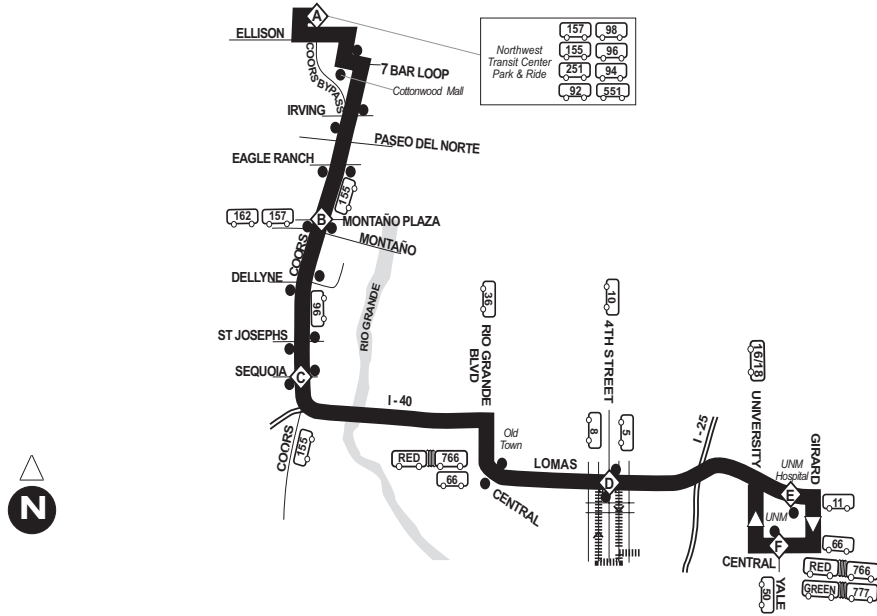 A
ELLISON
COORS
BYPASS
7 BAR LOOP
Cottonwood Mall
Northwest
Transit Center
Park & Ride
157
98
155
96
251
94
92
551
IRVING
PASEO DEL NORTE
EAGLE RANCH
155
162
157
B
MONTAÑO PLAZA
MONTAÑO
COORS
DELLYNE
96
RIO GRANDE
ST JOSEPHS
SEQUOIA
C
I - 40
COORS
155
36
RIO GRANDE
BLVD
10
4TH STREET
16/18
UNIVERSITY
Old
Town
8
5
I - 25
RED
766
66
LOMAS
CENTRAL
D
UNM
Hospital
GIRARD
E
11
UNM
F
66
CENTRAL
RED
766
YALE
50
GREEN
777
N